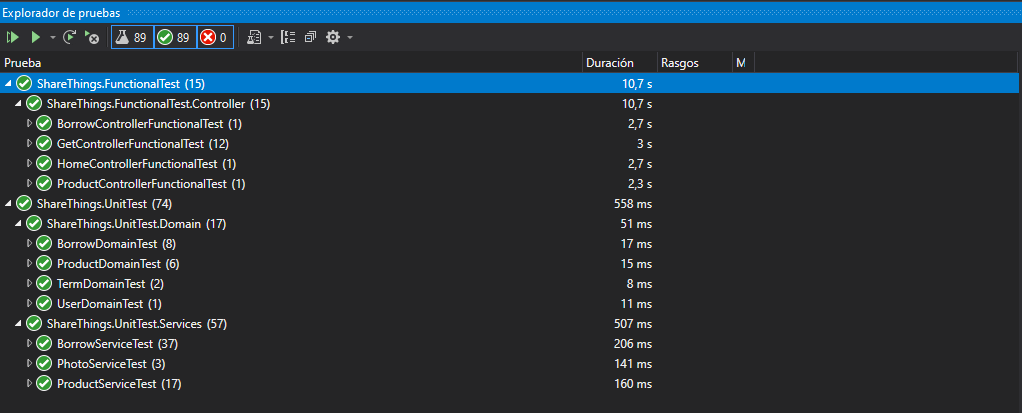 Explorador de pruebas
89 89 0
Prueba Duración Rasgos M
ShareThings.FunctionalTest (15) 10,7 s
ShareThings.FunctionalTest.Controller (15) 10,7 s
BorrowControllerFunctionalTest (1) 2,7 s
GetControllerFunctionalTest (12) 3 s
HomeControllerFunctionalTest (1) 2,7 s
ProductControllerFunctionalTest (1) 2,3 s
ShareThings.UnitTest (74) 558 ms
ShareThings.UnitTest.Domain (17) 51 ms
BorrowDomainTest (8) 17 ms
ProductDomainTest (6) 15 ms
TermDomainTest (2) 8 ms
UserDomainTest (1) 11 ms
ShareThings.UnitTest.Services (57) 507 ms
BorrowServiceTest (37) 206 ms
PhotoServiceTest (3) 141 ms
ProductServiceTest (17) 160 ms